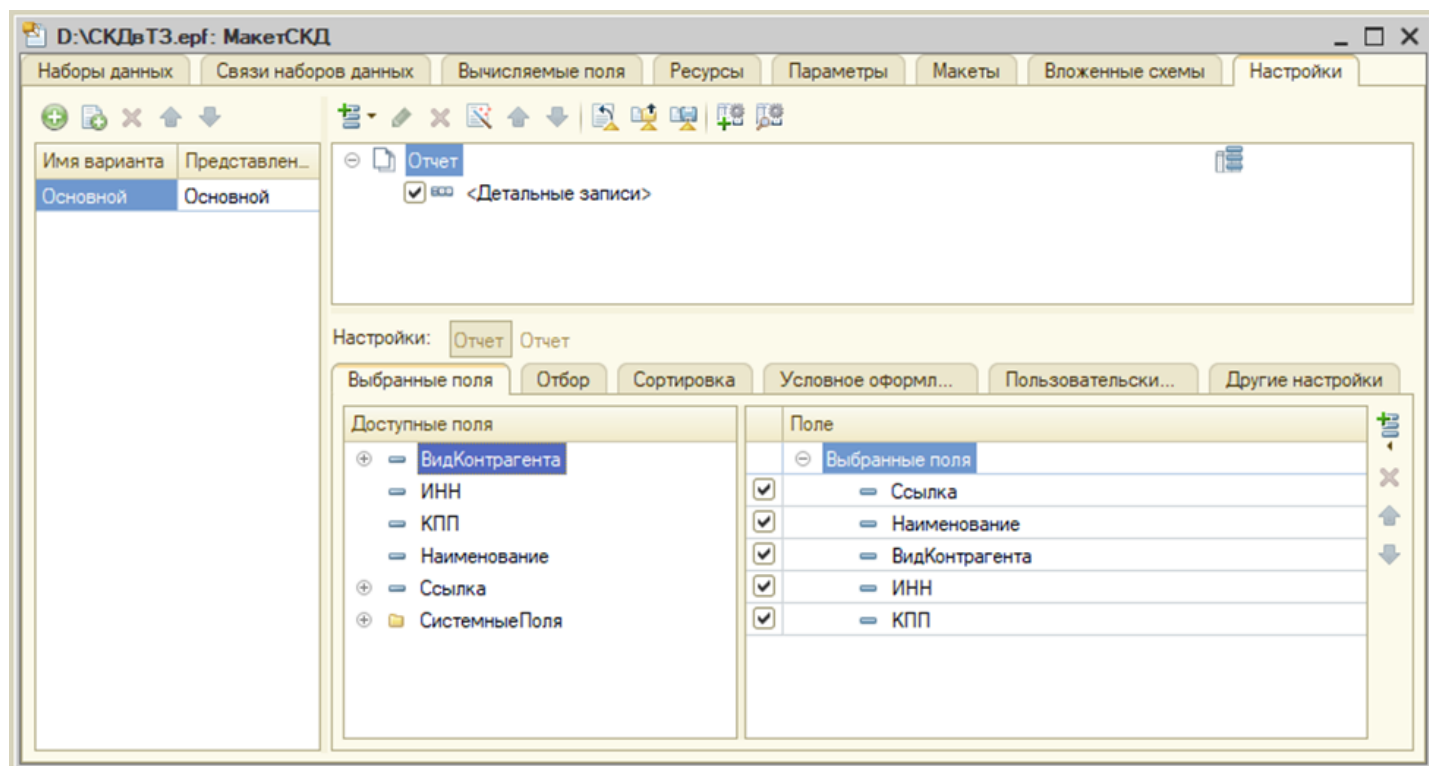 D:\СКДвТЗ.epf: МакетСКД
Наборы данных Связи наборов данных Вычисляемые поля Ресурсы Параметры Макеты Вложенные схемы Настройки
Имя варианта Представлен...
Основной Основной
Отчет
<Детальные записи>
Настройки: Отчет Отчет
Выбранные поля Отбор Сортировка Условное оформл... Пользовательски... Другие настройки
Доступные поля Поле
ВидКонтрагента Выбранные поля
ИНН Ссылка
КПП Наименование
Наименование ВидКонтрагента
Ссылка ИНН
СистемныеПоля КПП